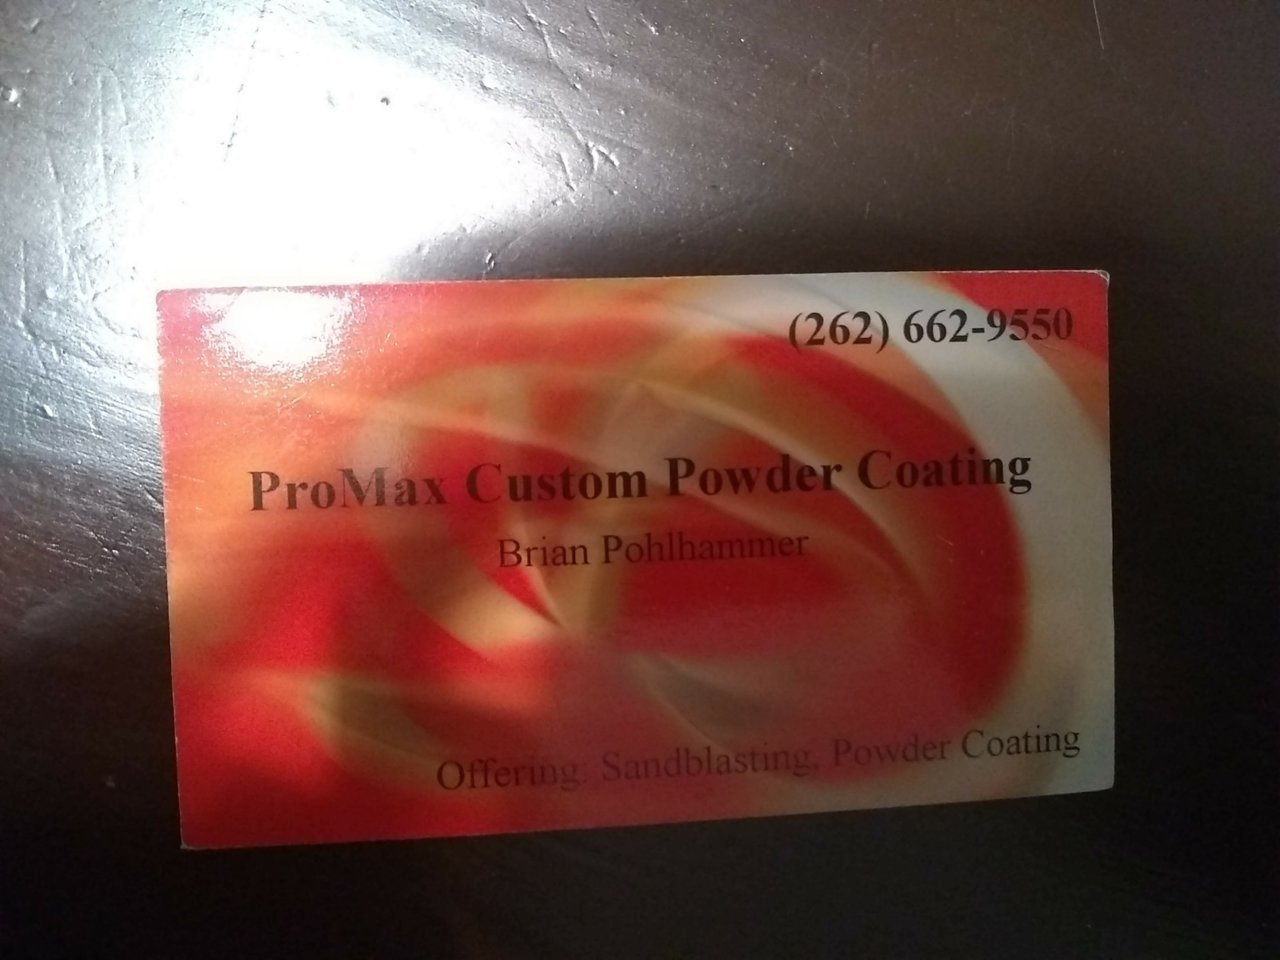 (262) 662-9550
ProMax Custom Powder Coating
Brian Pohlhammer
Offering: Sandblasting, Powder Coating